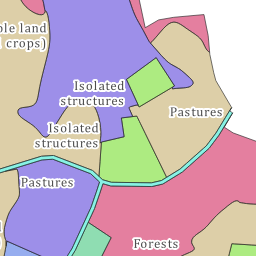 ble land
crops)
Isolated
structures
Pastures
Isolated
structures
Pastures
Forests